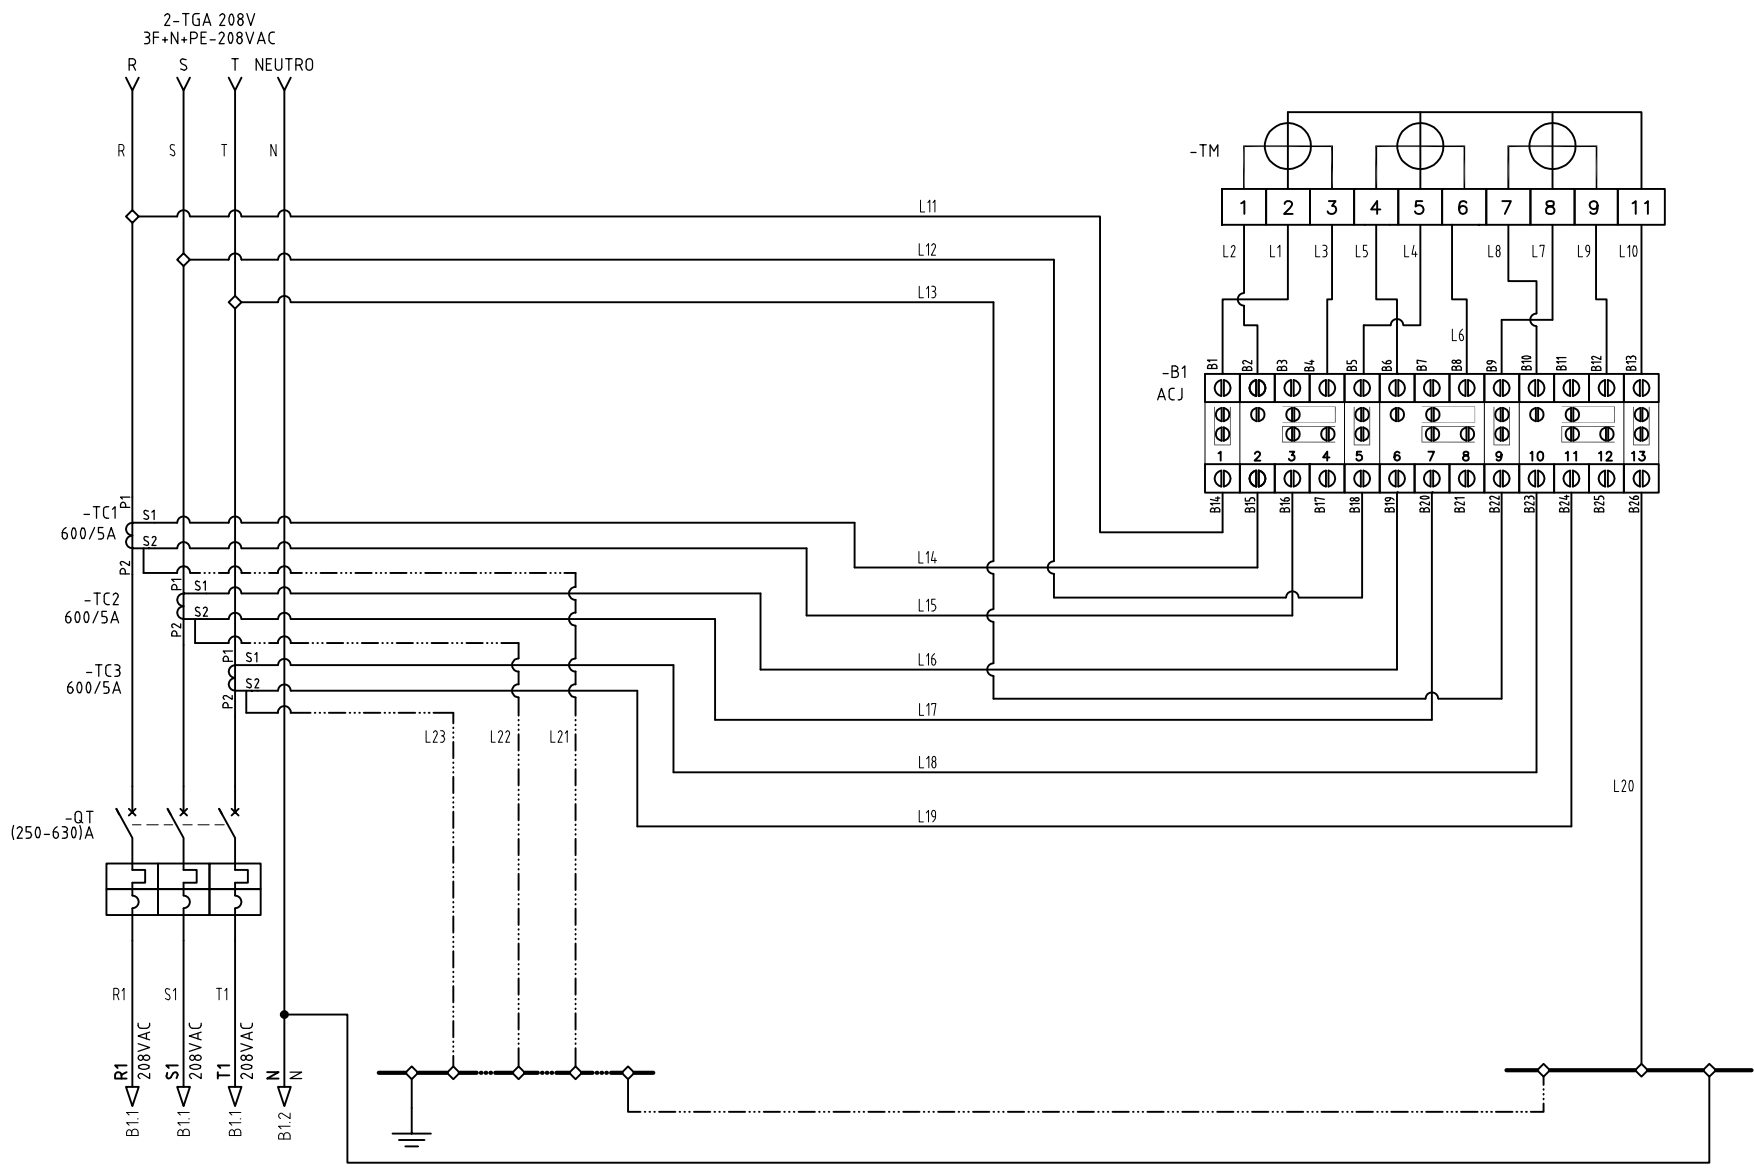 2-TGA 208V
3F+N+PE-208VAC
R S T NEUTRO
R S T N
-TM
1 2 3 4 5 6 7 8 9 11
L11
L12
L13
L2 L1 L3 L5 L4 L8 L7 L9 L10
L6
-B1
ACJ
B1 B2 B3 B4 B5 B6 B7 B8 B9 B10 B11 B12 B13
1 2 3 4 5 6 7 8 9 10 11 12 13
B14 B15 B16 B17 B18 B19 B20 B21 B22 B23 B24 B25 B26
P1
-TC1
600/5A
S1
S2
P2
L14
P1
-TC2
600/5A
S1
S2
P2
L15
P1
-TC3
600/5A
S1
S2
P2
L16
L17
L23 L22 L21
L18
L20
-QT
(250-630)A
L19
R1 S1 T1
R1 208VAC
S1 208VAC
T1 208VAC
N N
B1.1 B1.1 B1.1 B1.2